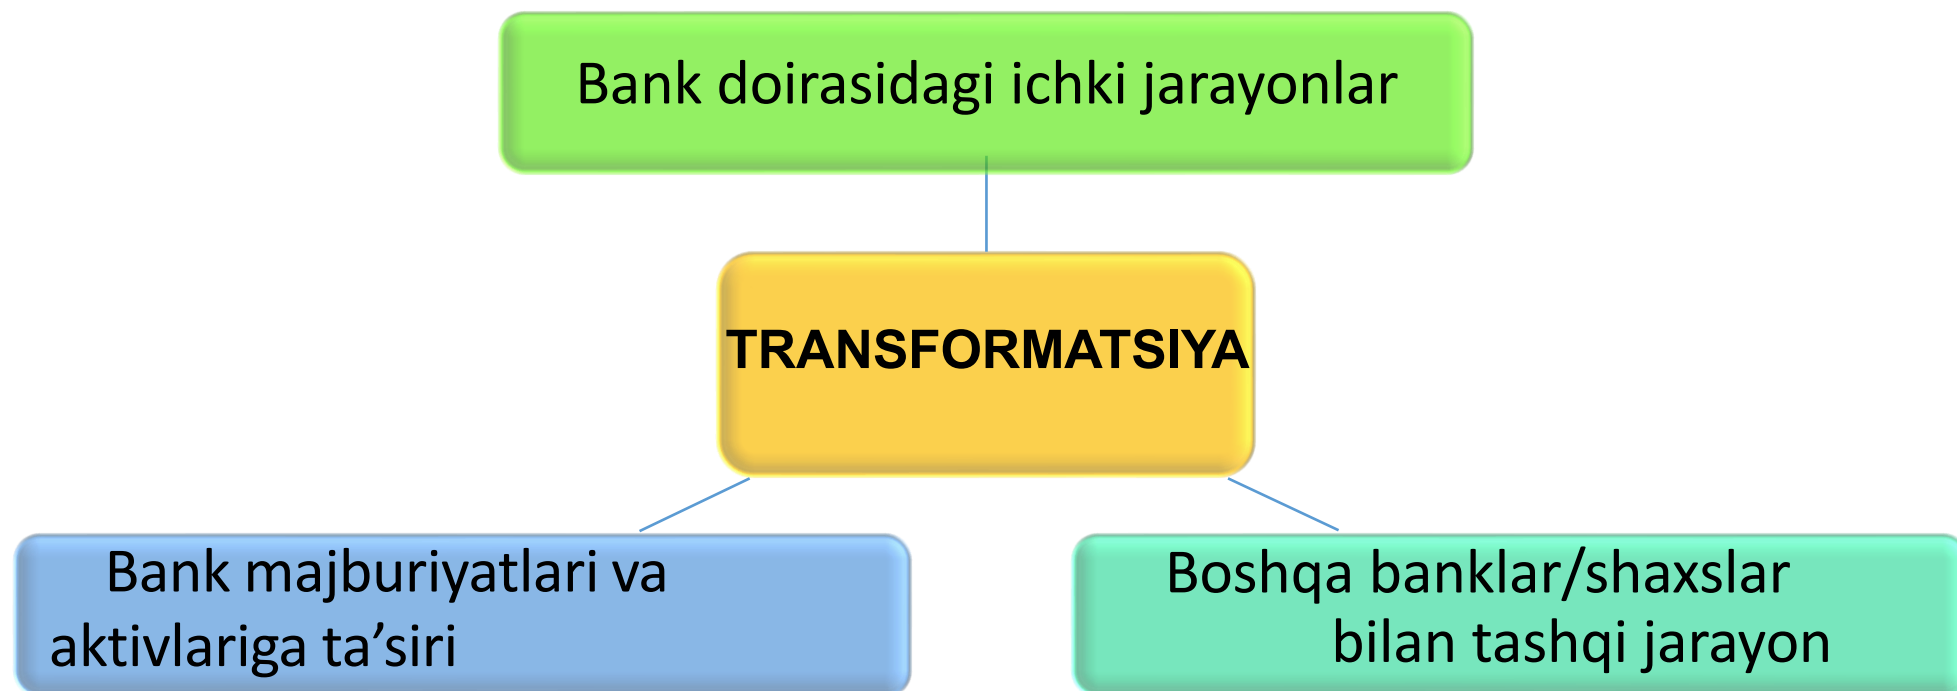 Bank doirasidagi ichki jarayonlar
TRANSFORMATSIYA
Bank majburiyatlari va
aktivlariga ta’siri
Boshqa banklar/shaxslar
bilan tashqi jarayon